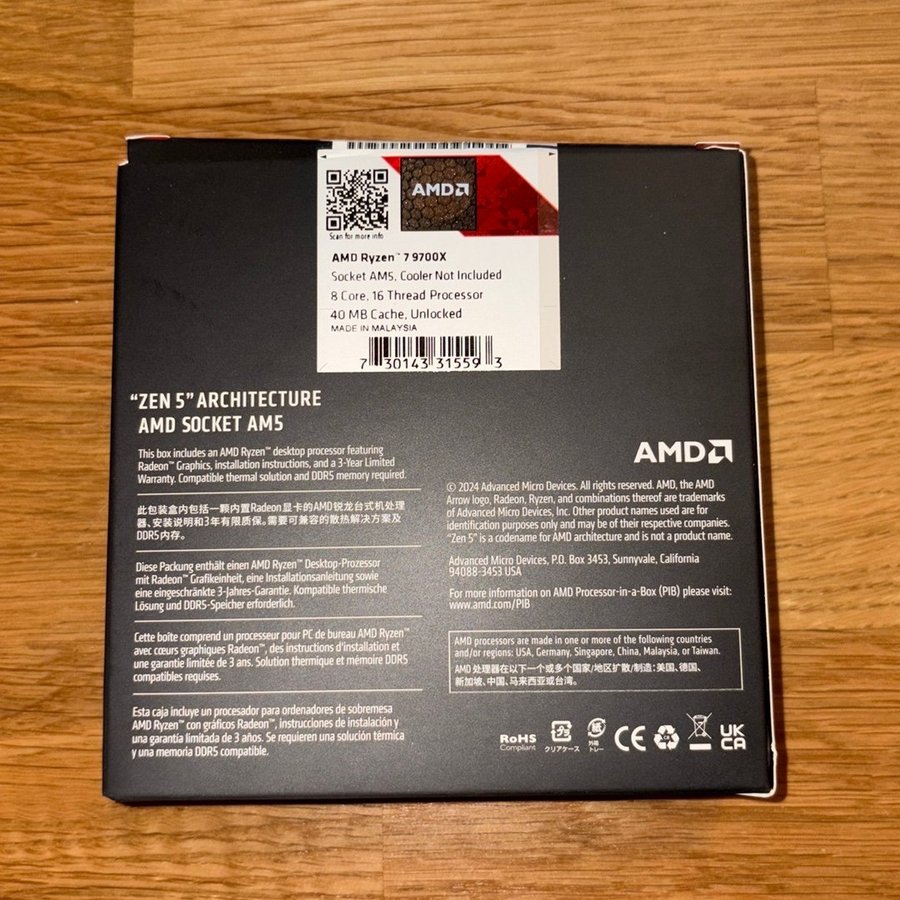 Scan for more info
AMD
AMD Ryzen™ 7 9700X
Socket AM5, Cooler Not Included
8 Core, 16 Thread Processor
40 MB Cache, Unlocked
MADE IN MALAYSIA
7 30143 31559 3
“ZEN 5” ARCHITECTURE
AMD SOCKET AM5
This box includes an AMD Ryzen™ desktop processor featuring
Radeon™ Graphics, installation instructions, and a 3-Year Limited
Warranty. Compatible thermal solution and DDR5 memory required.
此包装盒内包括一颗内置Radeon显卡的AMD锐龙台式机处理
器、安装说明和3年有限质保。需要可兼容的散热解决方案及
DDR5内存。
Diese Packung enthält einen AMD Ryzen™ Desktop-Prozessor
mit Radeon™ Grafikeinheit, eine Installationsanleitung sowie
eine eingeschränkte 3-Jahres-Garantie. Kompatible thermische
Lösung und DDR5-Speicher erforderlich.
Cette boîte comprend un processeur pour PC de bureau AMD Ryzen™
avec cœurs graphiques Radeon™, des instructions d’installation et
une garantie limitée de 3 ans. Solution thermique et mémoire DDR5
compatibles requises.
Esta caja incluye un procesador para ordenadores de sobremesa
AMD Ryzen™ con gráficos Radeon™, instrucciones de instalación y
una garantía limitada de 3 años. Se requieren una solución térmica
y una memoria DDR5 compatible.
AMD
© 2024 Advanced Micro Devices. All rights reserved. AMD, the AMD
Arrow logo, Radeon, Ryzen, and combinations thereof are trademarks
of Advanced Micro Devices, Inc. Other product names used are for
identification purposes only and may be of their respective companies.
“Zen 5” is a codename for AMD architecture and is not a product name.
Advanced Micro Devices, P.O. Box 3453, Sunnyvale, California
94088-3453 USA
For more information on AMD Processor-in-a-Box (PIB) please visit:
www.amd.com/PIB
AMD processors are made in one or more of the following countries
and/or regions: USA, Germany, Singapore, China, Malaysia, or Taiwan.
AMD 处理器在以下一个或多个国家/地区扩散/制造：美国、德国、
新加坡、中国、马来西亚或台湾。
RoHS
Compliant
プラ
クリアケース
紙
外箱
トレー
CE
UK
CA